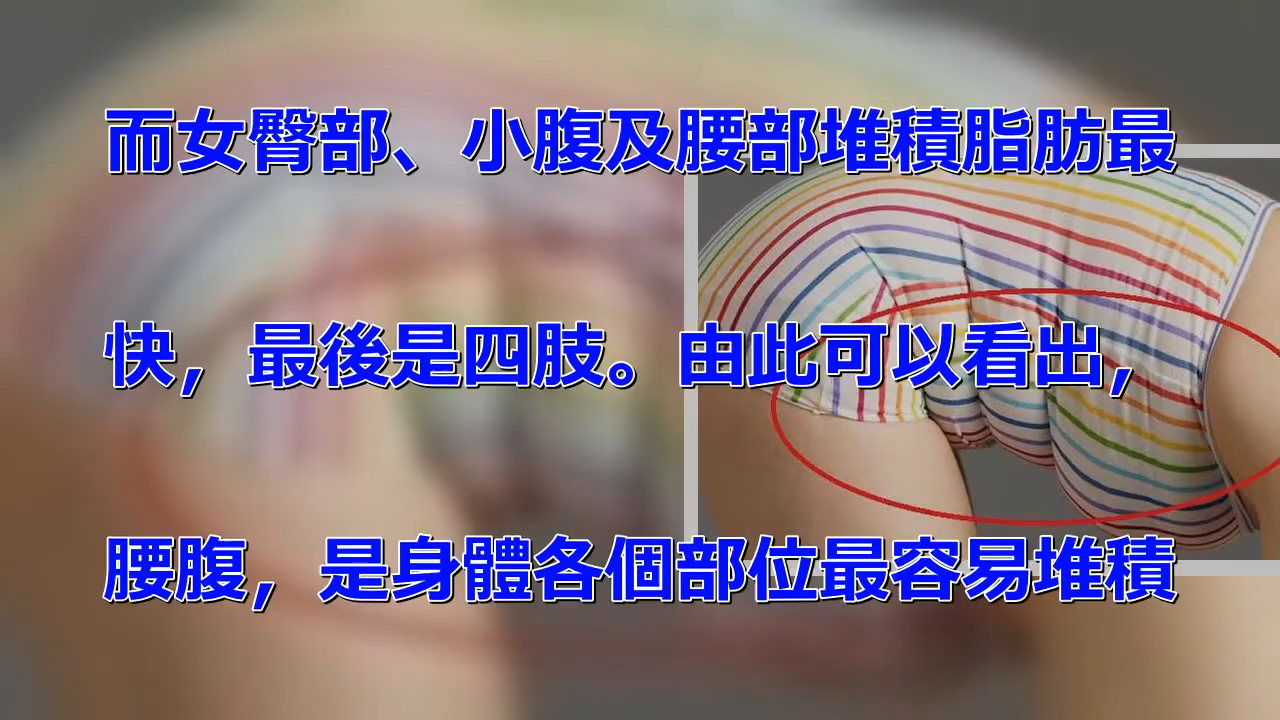 而女臀部、小腹及腰部堆積脂肪最
快，最後是四肢。由此可以看出，
腰腹，是身體各個部位最容易堆積